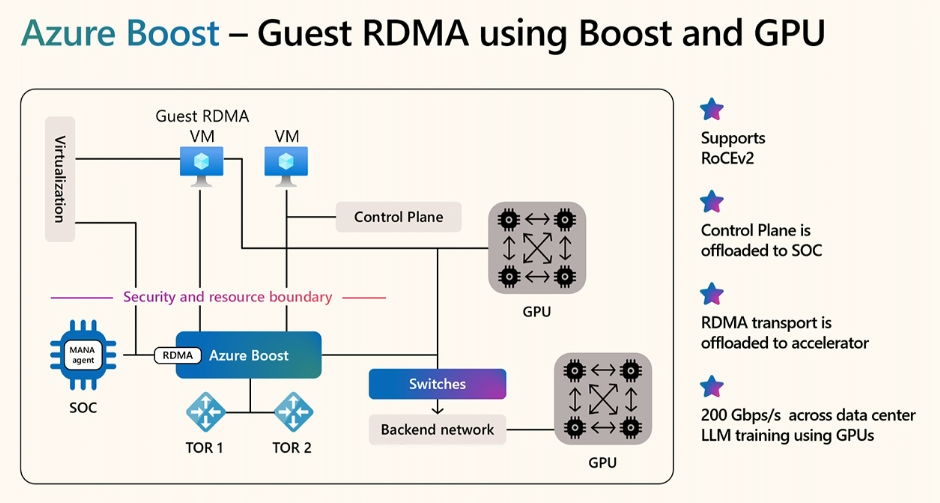 Azure Boost – Guest RDMA using Boost and GPU
Virtualization
Guest RDMA
VM
VM
Control Plane
GPU
Security and resource boundary
MANA
agent
SOC
RDMA
Azure Boost
TOR 1
TOR 2
Switches
Backend network
GPU
Supports
RoCEv2
Control Plane is
offloaded to SOC
RDMA transport is
offloaded to accelerator
200 Gbps/s across data center
LLM training using GPUs